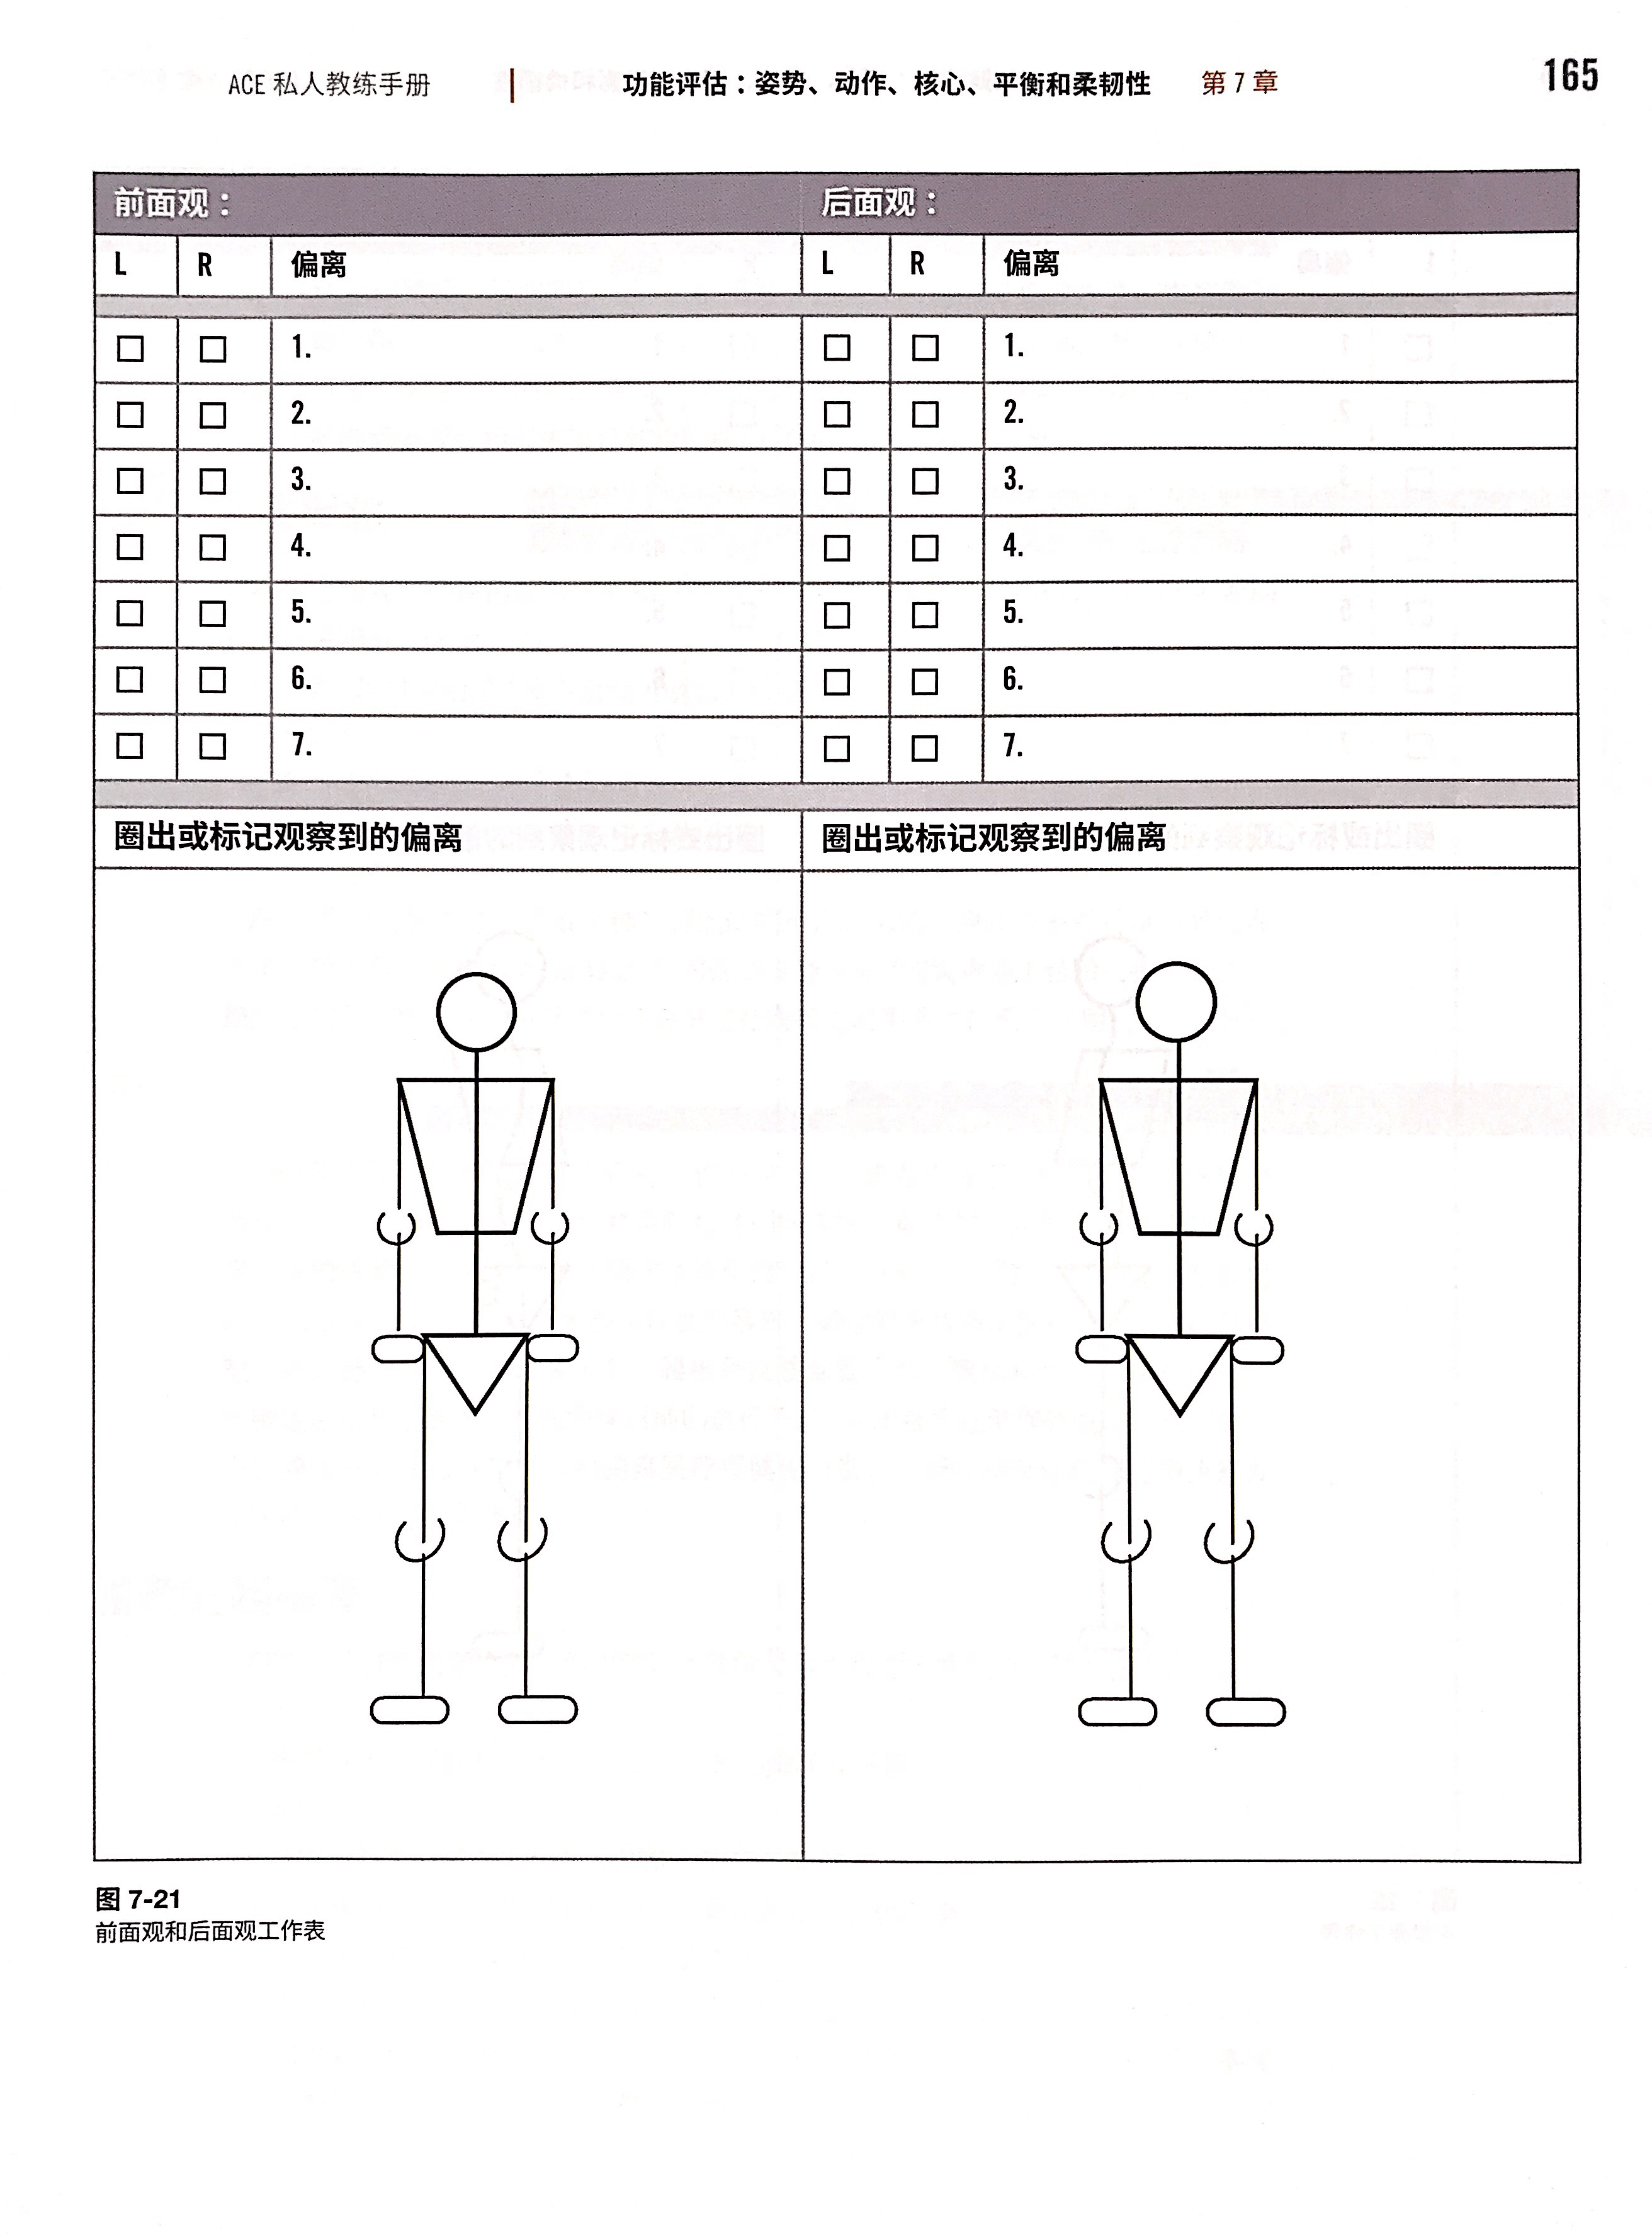 ACE 私人教练手册 功能评估：姿势、动作、核心、平衡和柔韧性 第 7 章 165
前面观： 后面观：
L R 偏离 L R 偏离
1. 1.
2. 2.
3. 3.
4. 4.
5. 5.
6. 6.
7. 7.
圈出或标记观察到的偏离 圈出或标记观察到的偏离
图 7-21
前面观和后面观工作表